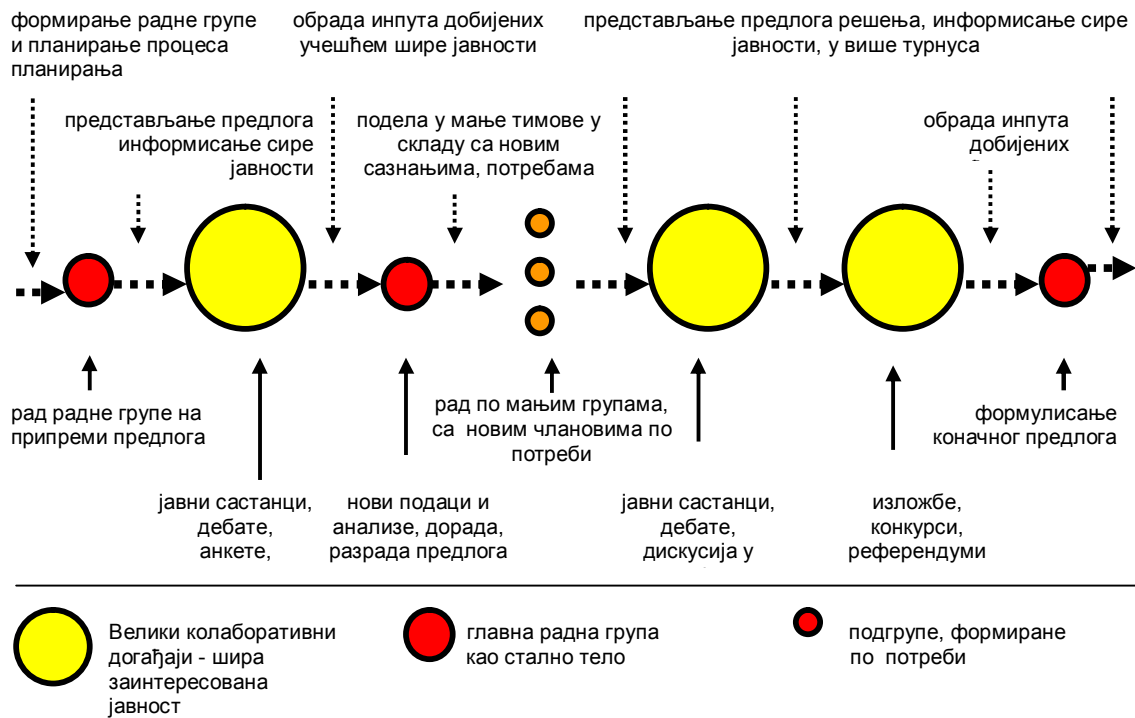 формирање радне групе
и планирање процеса
планирања
обрада инпута добијених
учешћем шире јавности
представљање предлога решења, информисање сире
јавности, у више турнуса
представљање предлога
информисање сире
јавности
подела у мање тимове у
складу са новим
сазнањима, потребама
обрада инпута
добијених
рад радне групе на
припреми предлога
рад по мањим групама,
са новим члановима по
потреби
формулисање
коначног предлога
јавни састанци,
дебате,
анкете,
нови подаци и
анализе, дорада,
разрада предлога
јавни састанци,
дебате,
дискусија у
изложбе,
конкурси,
референдуми
Велики колаборативни
догађаји - шира
заинтересована
јавност
главна радна група
као стално тело
подгрупе, формиране
по потреби